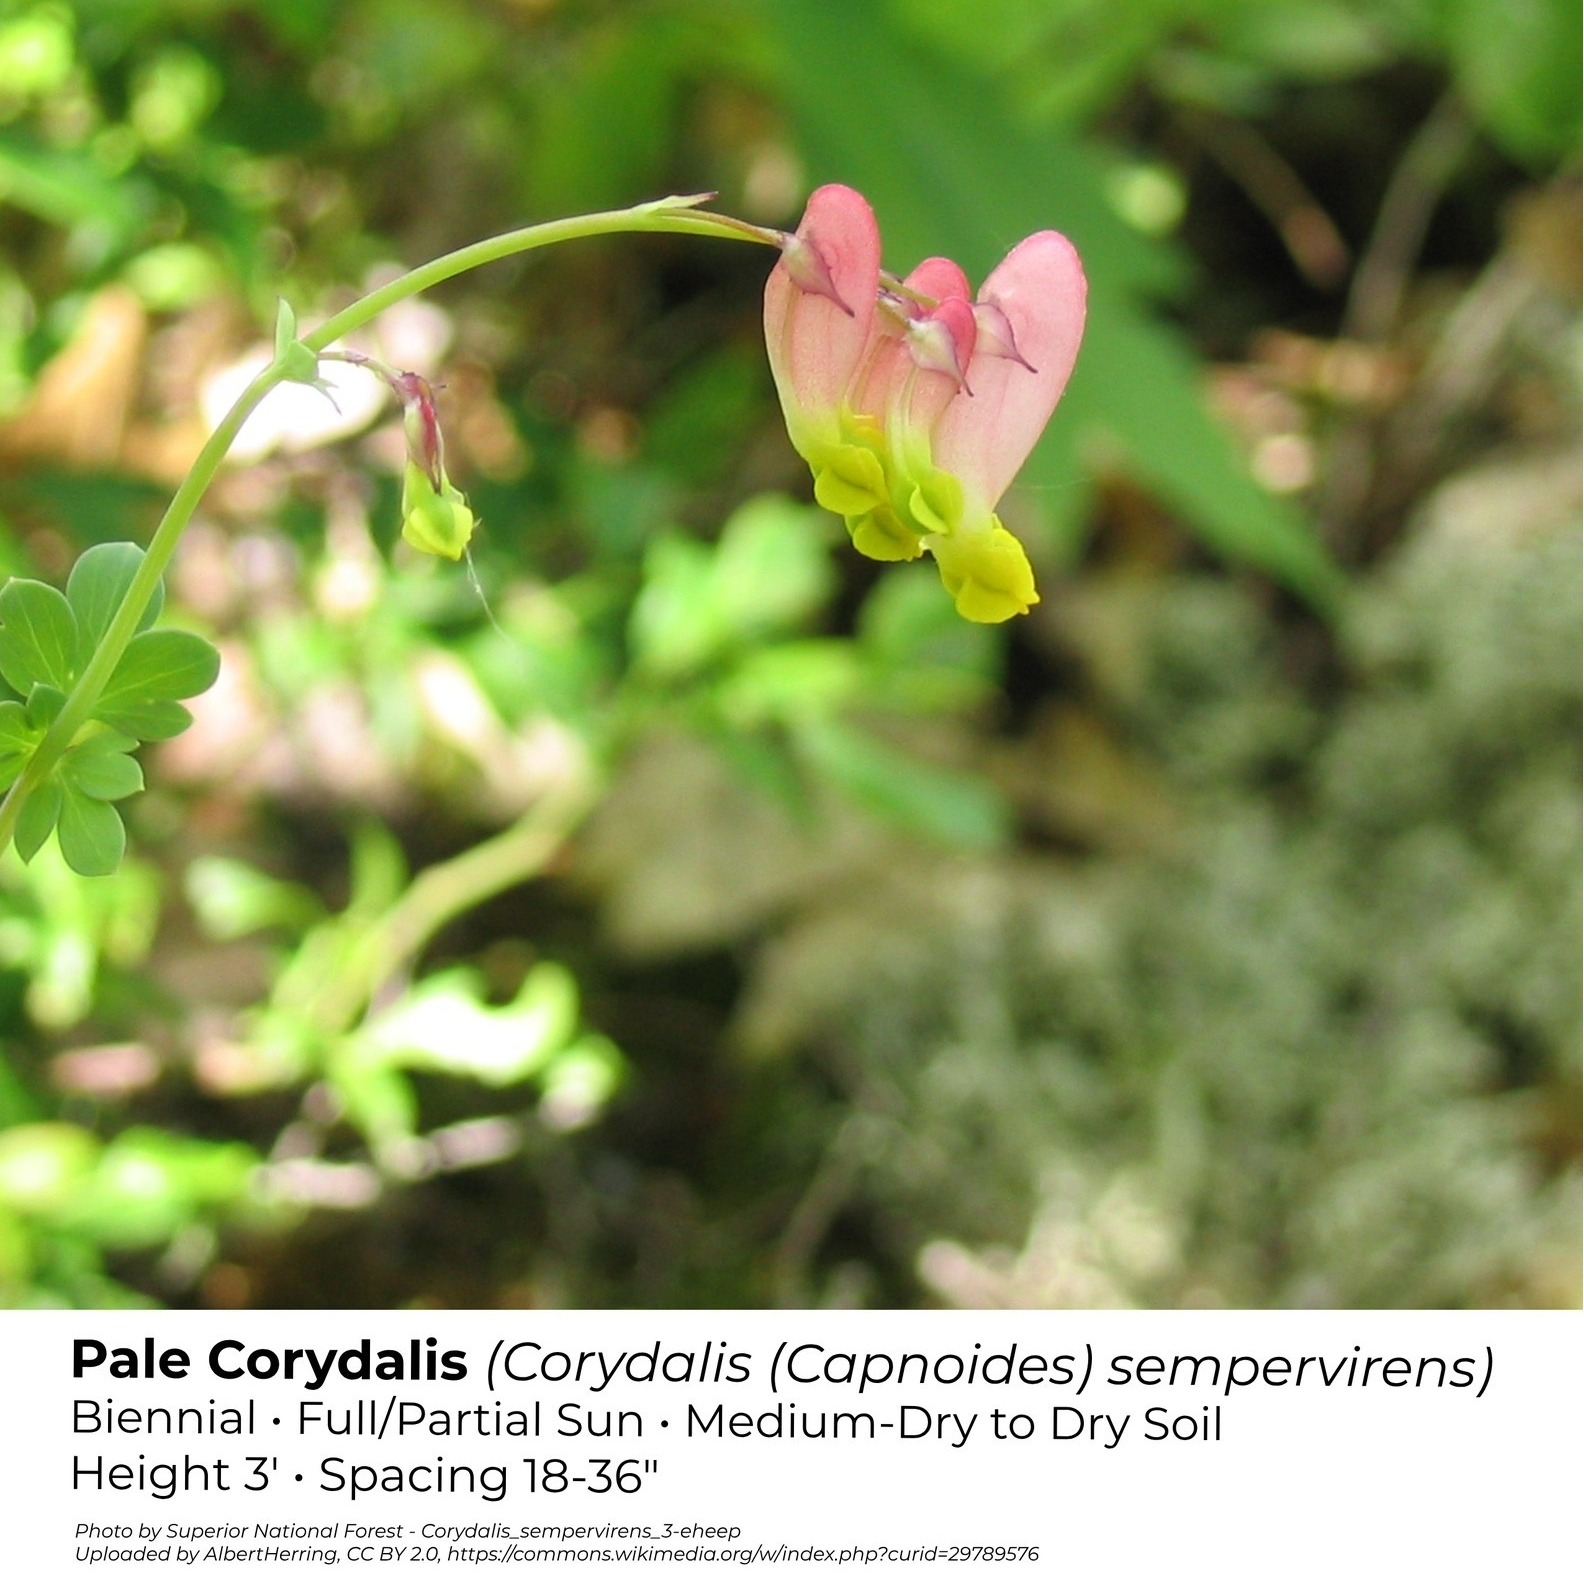 Pale Corydalis (Corydalis (Capnoides) sempervirens)
Biennial • Full/Partial Sun • Medium-Dry to Dry Soil
Height 3' • Spacing 18-36"
Photo by Superior National Forest - Corydalis_sempervirens_3-eheep
Uploaded by AlbertHerring, CC BY 2.0, https://commons.wikimedia.org/w/index.php?curid=29789576